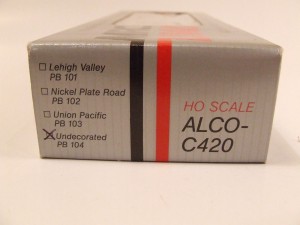 Lehigh Valley
PB 101
Nickel Plate Road
PB 102
Union Pacific
PB 103
Undecorated
PB 104
HO SCALE
ALCO-
C420